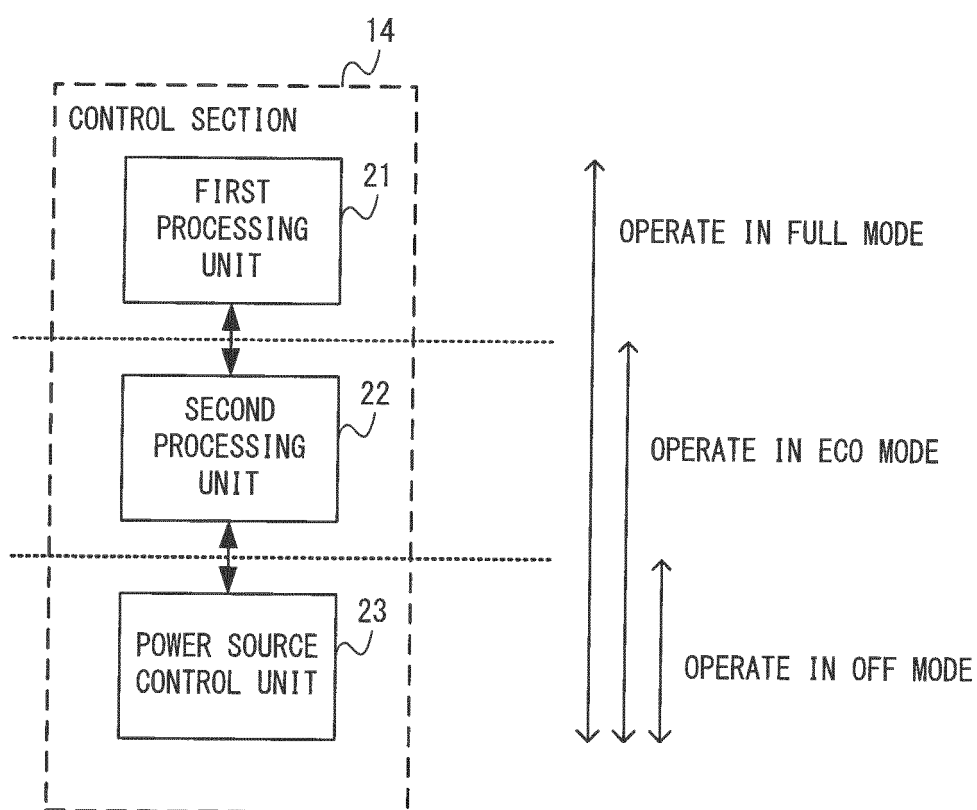 14
CONTROL SECTION
FIRST
PROCESSING
UNIT
21
OPERATE IN FULL MODE
SECOND
PROCESSING
UNIT
22
OPERATE IN ECO MODE
POWER SOURCE
CONTROL UNIT
23
OPERATE IN OFF MODE